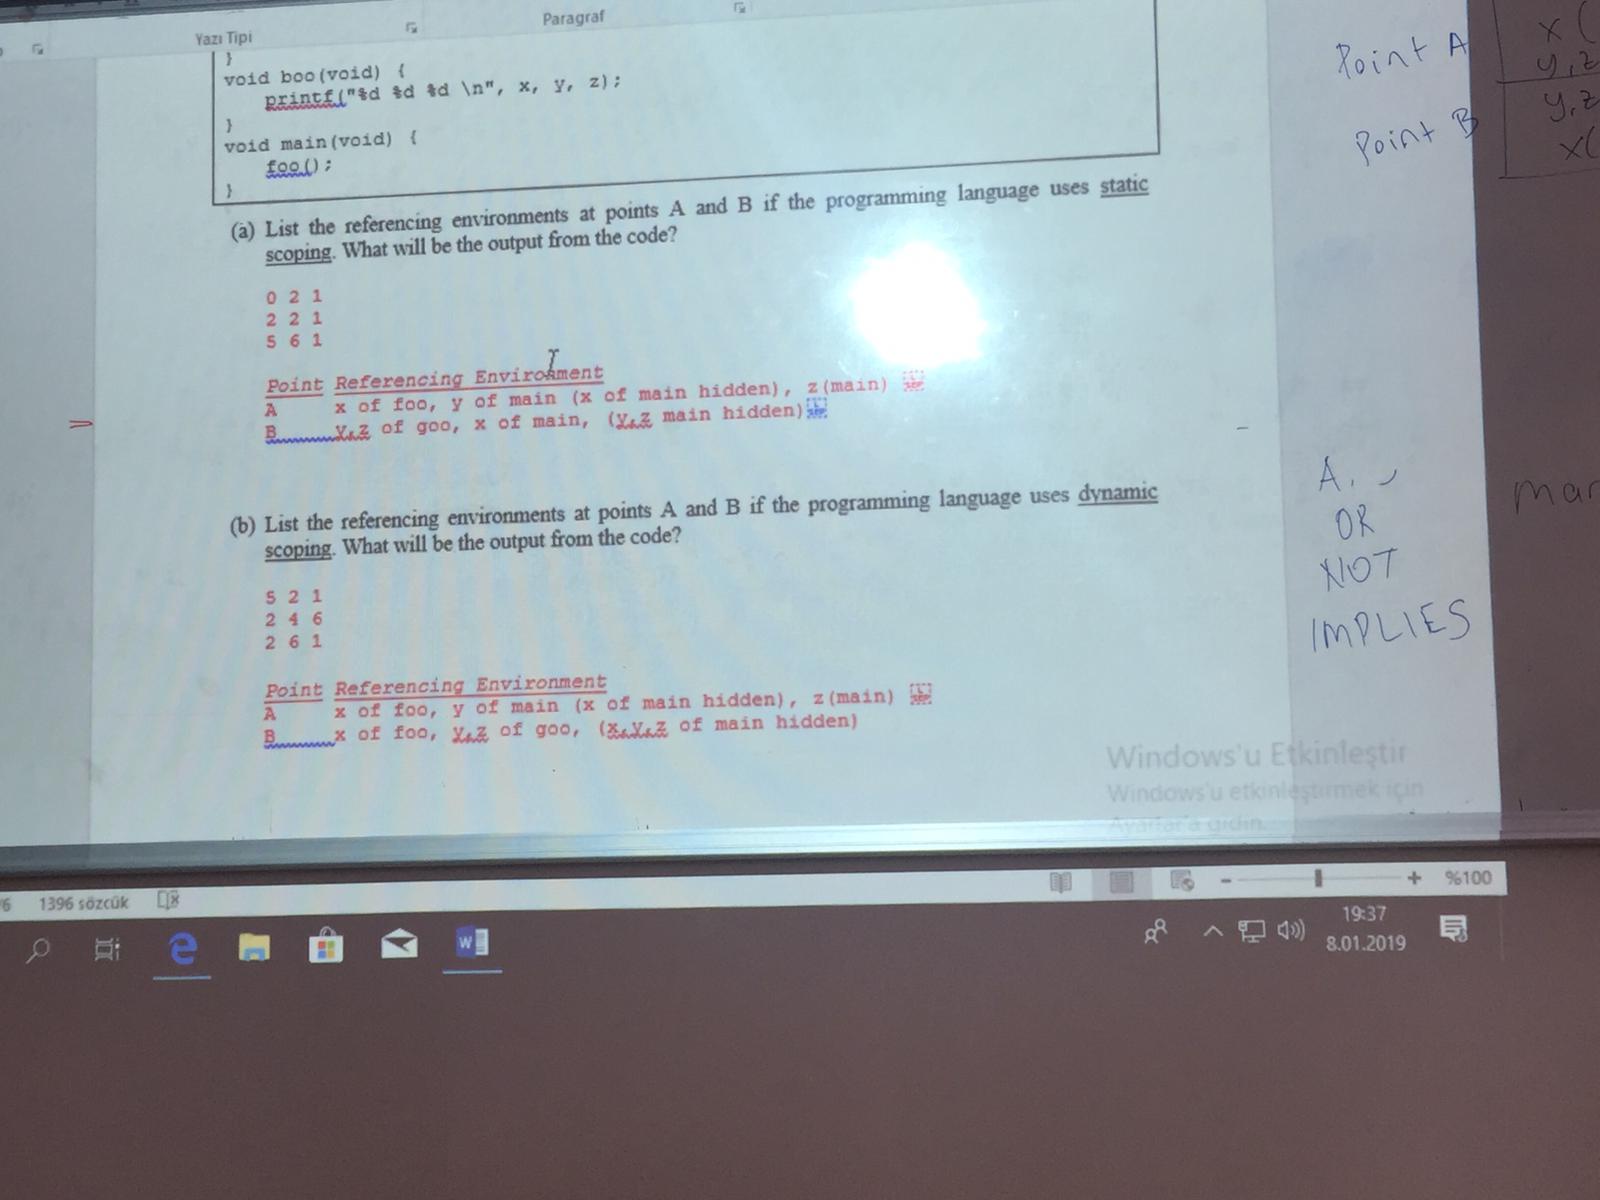 Yazı Tipi
Paragraf
}
void boo(void) {
printf("%d %d %d \n", x, y, z);
}
void main(void) {
foo();
}
(a) List the referencing environments at points A and B if the programming language uses static
scoping. What will be the output from the code?
0 2 1
2 2 1
5 6 1
Point Referencing Environment
A x of foo, y of main (x of main hidden), z(main)
B y,z of goo, x of main, (y,z main hidden)
(b) List the referencing environments at points A and B if the programming language uses dynamic
scoping. What will be the output from the code?
5 2 1
2 4 6
2 6 1
Point Referencing Environment
A x of foo, y of main (x of main hidden), z(main)
B x of foo, y,z of goo, (x,y,z of main hidden)
Point A
x (
y,z
Point B
y,z
x(
A.
OR
NOT
IMPLIES
mar
Windows'u Etkinleştir
Windows'u etkinleştirmek için
Ayarlar'a gidin.
1396 sözcük
%100
19:37
8.01.2019